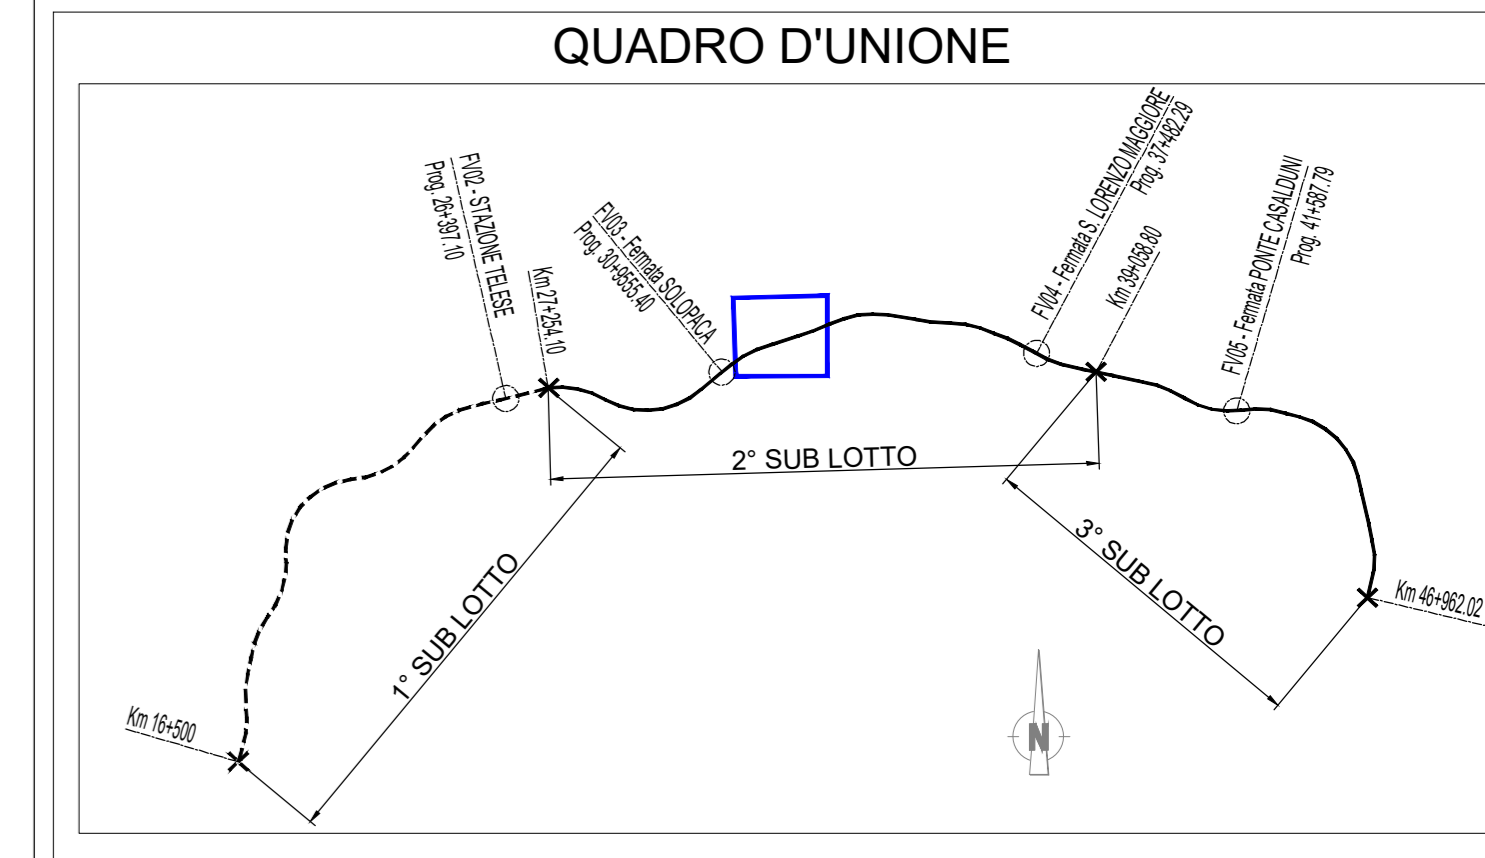 QUADRO D'UNIONE
FV02 - STAZIONE TELESE
Prog. 26+397.10
Km 27+254.10
FV03 - Fermata SOLOPACA
Prog. 30+9555.40
FV04 - Fermata S. LORENZO MAGGIORE
Prog. 37+482.29
Km 39+058.80
FV05 - Fermata PONTE CASALDUNI
Prog. 41+587.79
2° SUB LOTTO
1° SUB LOTTO
3° SUB LOTTO
Km 46+962.02
Km 16+500
N